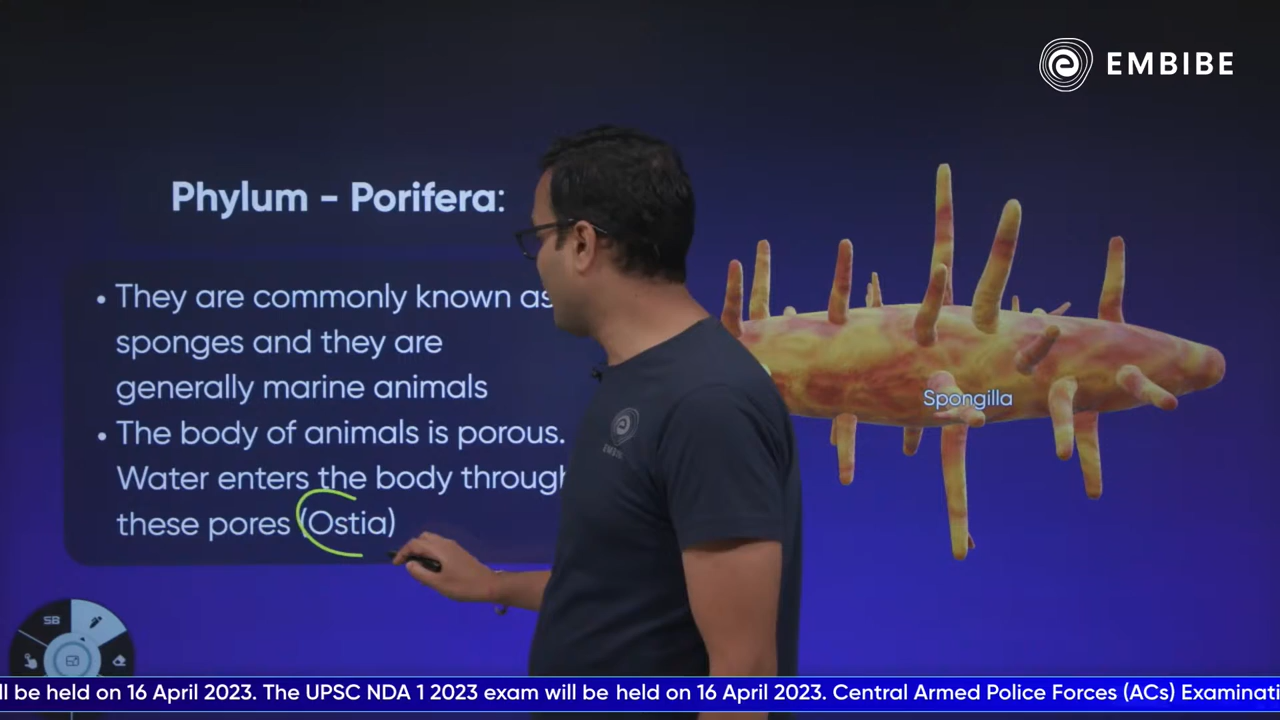 EMBIBE
Phylum - Porifera:
• They are commonly known as
sponges and they are
generally marine animals
• The body of animals is porous.
Water enters the body through
these pores (Ostia)
Spongilla
EMBIBE
SB
ll be held on 16 April 2023. The UPSC NDA 1 2023 exam will be held on 16 April 2023. Central Armed Police Forces (ACs) Examinati